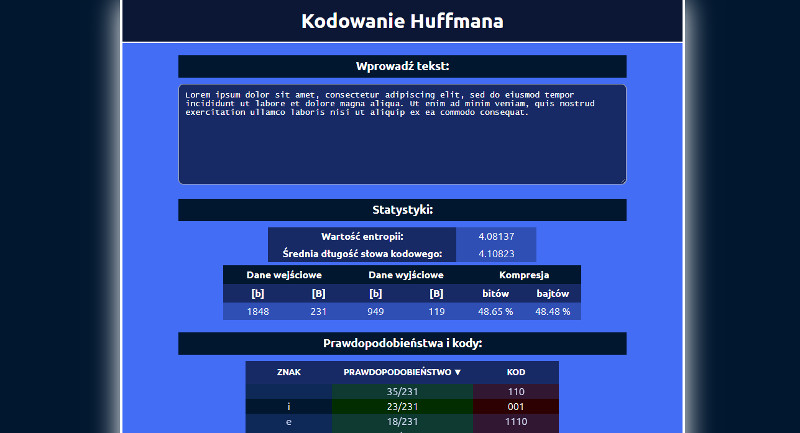 Kodowanie Huffmana
Wprowadź tekst:
Lorem ipsum dolor sit amet, consectetur adipiscing elit, sed do eiusmod tempor
incididunt ut labore et dolore magna aliqua. Ut enim ad minim veniam, quis nostrud
exercitation ullamco laboris nisi ut aliquip ex ea commodo consequat.
Statystyki:
Wartość entropii: 4.08137
Średnia długość słowa kodowego: 4.10823
Dane wejściowe Dane wyjściowe Kompresja
[b] [B] [b] [B] bitów bajtów
1848 231 949 119 48.65 % 48.48 %
Prawdopodobieństwa i kody:
ZNAK PRAWDOPODOBIEŃSTWO ▼ KOD
35/231 110
i 23/231 001
e 18/231 1110